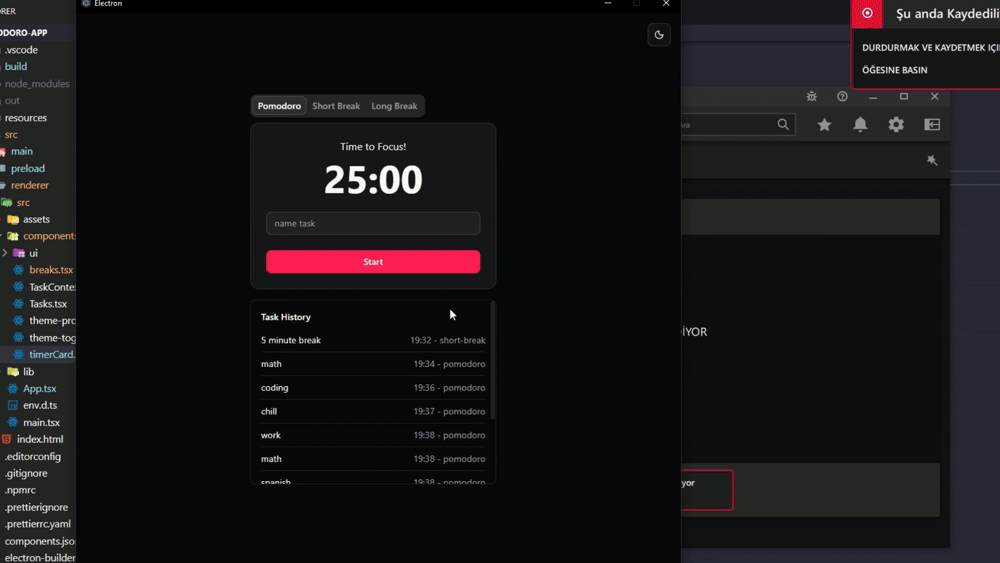 ORER
ODORO-APP
.vscode
build
node_modules
out
resources
src
main
preload
renderer
src
assets
component
ui
breaks.tsx
TaskConte
Tasks.tsx
theme-pro
theme-tog
timerCard.
lib
App.tsx
env.d.ts
main.tsx
index.html
.editorconfig
.gitignore
.npmrc
.prettierignore
.prettierrc.yaml
components.jso
electron-builder
Electron
Pomodoro Short Break Long Break
Time to Focus!
25:00
name task
Start
Task History
5 minute break 19:32 - short-break
math 19:34 - pomodoro
coding 19:36 - pomodoro
chill 19:37 - pomodoro
work 19:38 - pomodoro
math 19:38 - pomodoro
spanish 19:38 - pomodoro
Şu anda Kaydedili
DURDURMAK VE KAYDETMEK IÇIN
ÖĞESINE BASIN
Ara
DİYOR
yor